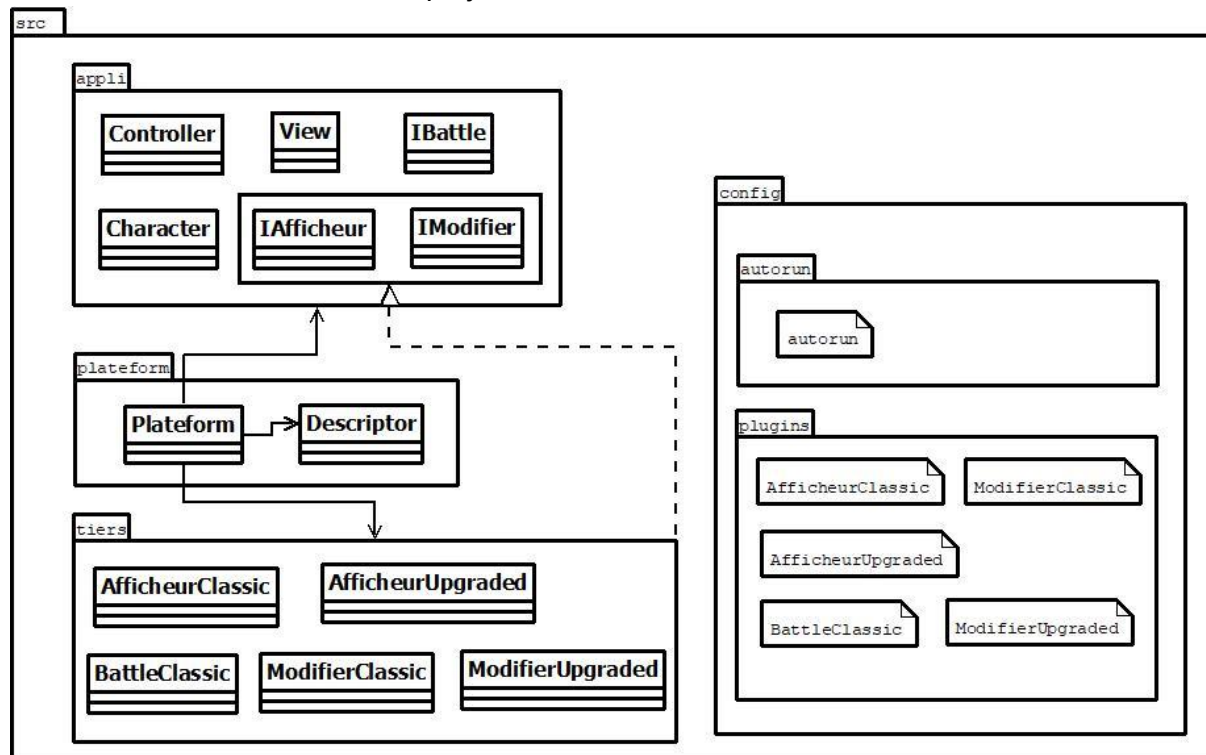 src
appli
Controller
View
IBattle
Character
IAfficheur
IModifier
plateform
Plateform
Descriptor
tiers
AfficheurClassic
AfficheurUpgraded
BattleClassic
ModifierClassic
ModifierUpgraded
config
autorun
autorun
plugins
AfficheurClassic
ModifierClassic
AfficheurUpgraded
BattleClassic
ModifierUpgraded